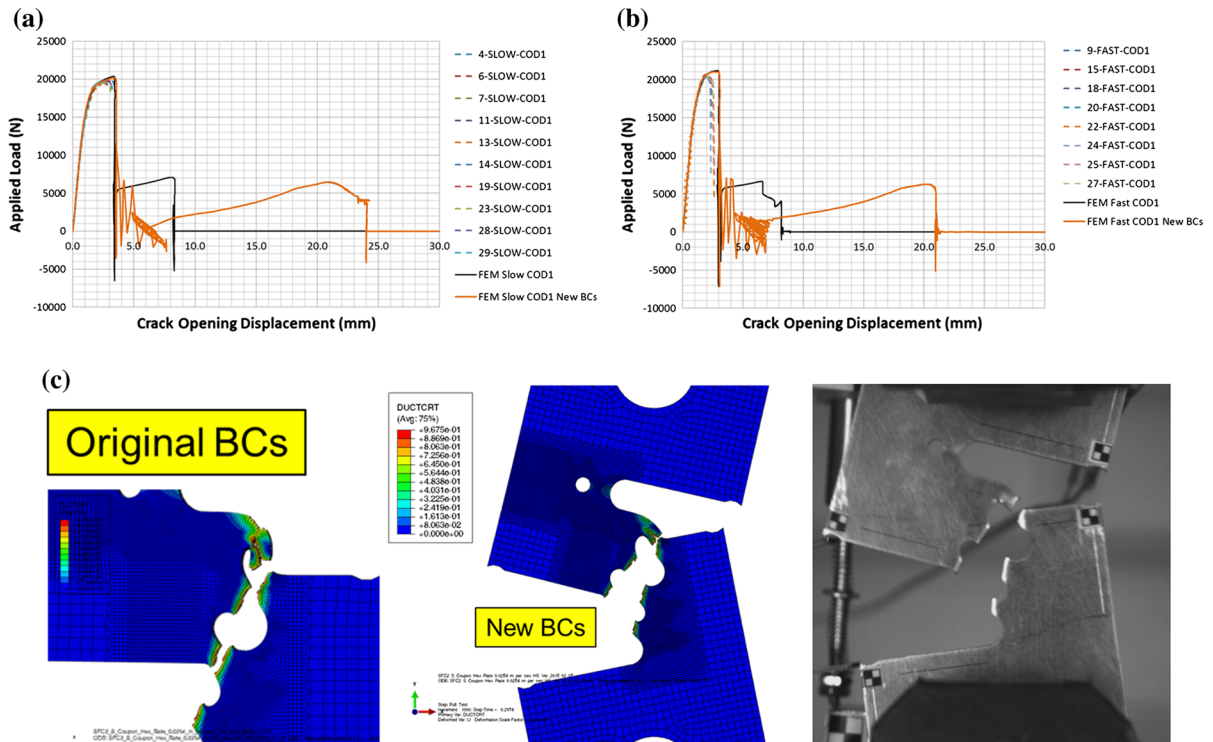 (a)
25000
20000
15000
10000
5000
0
-5000
-10000
Applied Load (N)
0.0
5.0
10.0
15.0
20.0
25.0
30.0
Crack Opening Displacement (mm)
4-SLOW-COD1
6-SLOW-COD1
7-SLOW-COD1
11-SLOW-COD1
13-SLOW-COD1
14-SLOW-COD1
19-SLOW-COD1
23-SLOW-COD1
28-SLOW-COD1
29-SLOW-COD1
FEM Slow COD1
FEM Slow COD1 New BCs
(b)
25000
20000
15000
10000
5000
0
-5000
-10000
Applied Load (N)
0.0
5.0
10.0
15.0
20.0
25.0
30.0
Crack Opening Displacement (mm)
9-FAST-COD1
15-FAST-COD1
18-FAST-COD1
20-FAST-COD1
22-FAST-COD1
24-FAST-COD1
25-FAST-COD1
27-FAST-COD1
FEM Fast COD1
FEM Fast COD1 New BCs
(c)
Original BCs
DUCTCRT
(Avg: 75%)
+9.675e-01
+8.869e-01
+8.063e-01
+7.256e-01
+6.450e-01
+5.644e-01
+4.838e-01
+4.031e-01
+3.225e-01
+2.419e-01
+1.613e-01
+8.063e-02
+0.000e+00
New BCs
Y
Primary Var: DUCTCRT